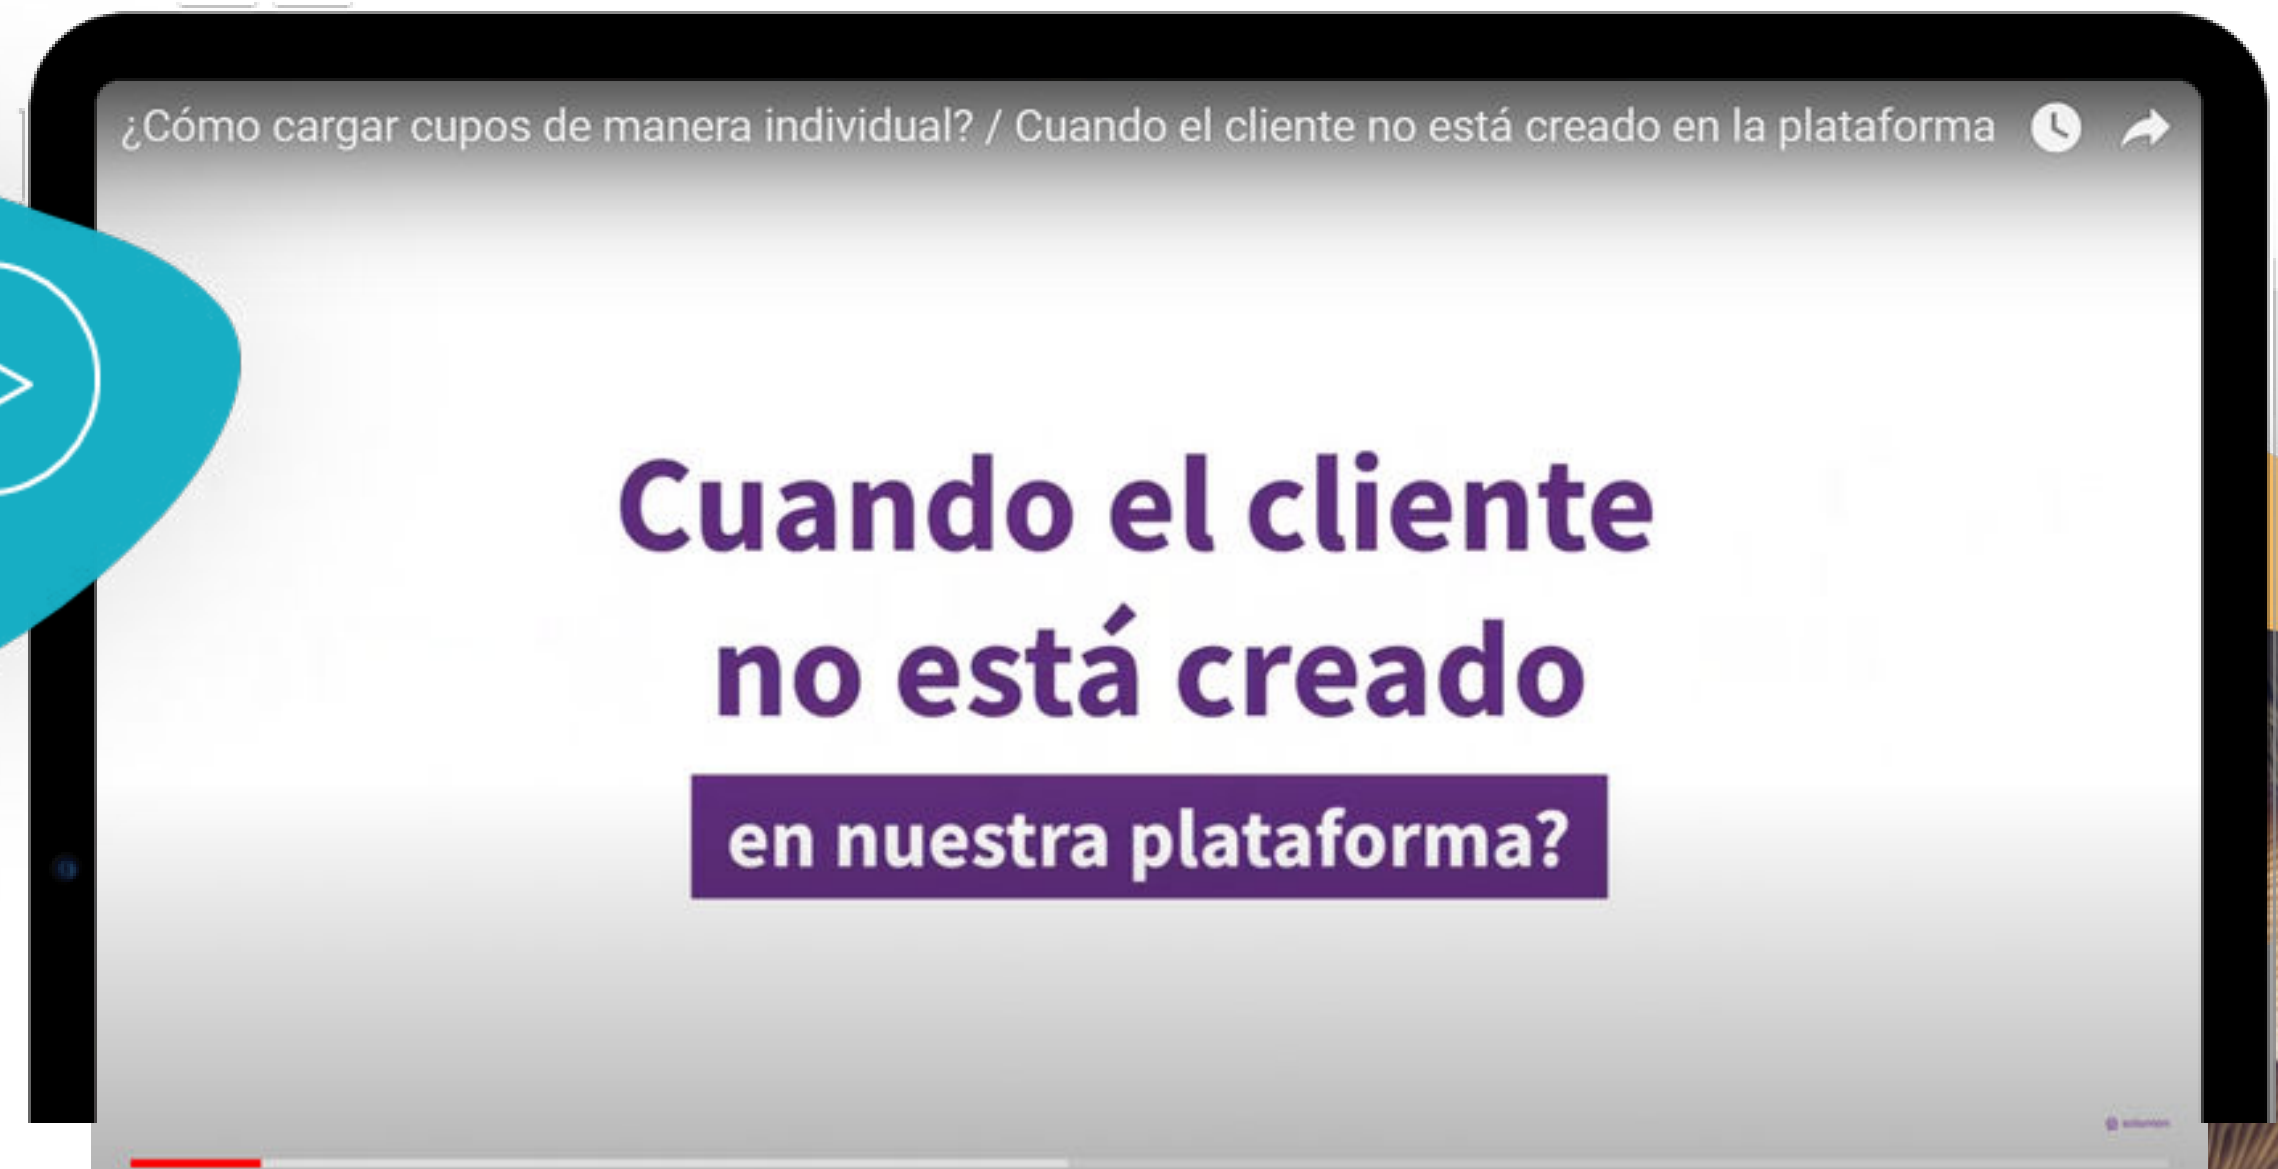 ¿Cómo cargar cupos de manera individual? / Cuando el cliente no está creado en la plataforma
Cuando el cliente
no está creado
en nuestra plataforma?